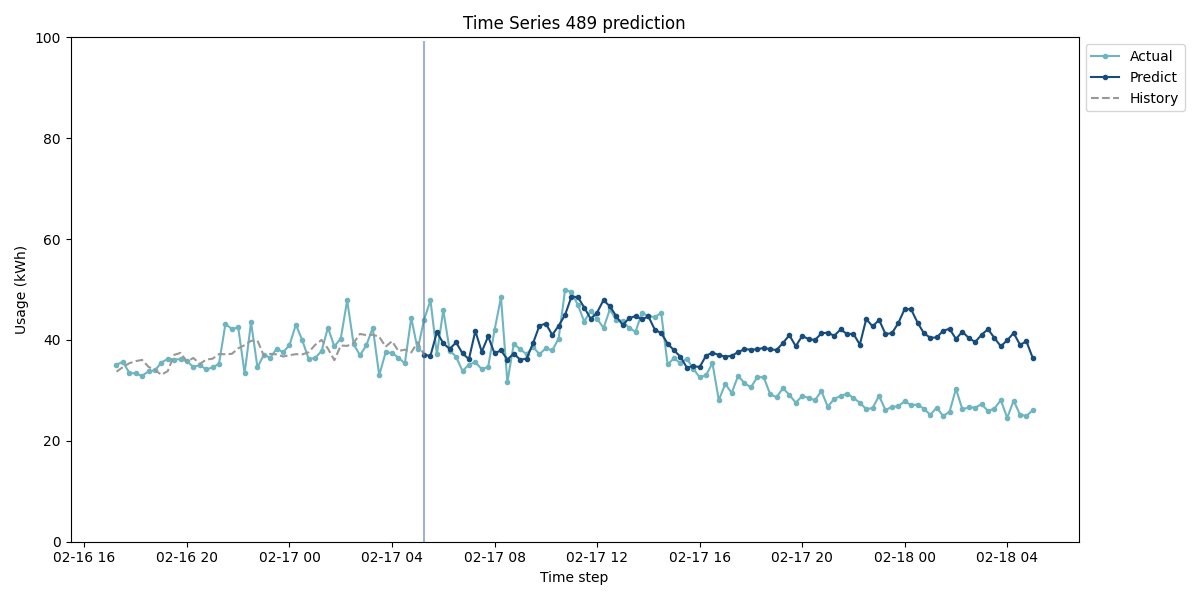 Time Series 489 prediction
100
80
60
40
20
0
Usage (kWh)
02-16 16 02-16 20 02-17 00 02-17 04 02-17 08 02-17 12 02-17 16 02-17 20 02-18 00 02-18 04
Time step
Actual
Predict
History